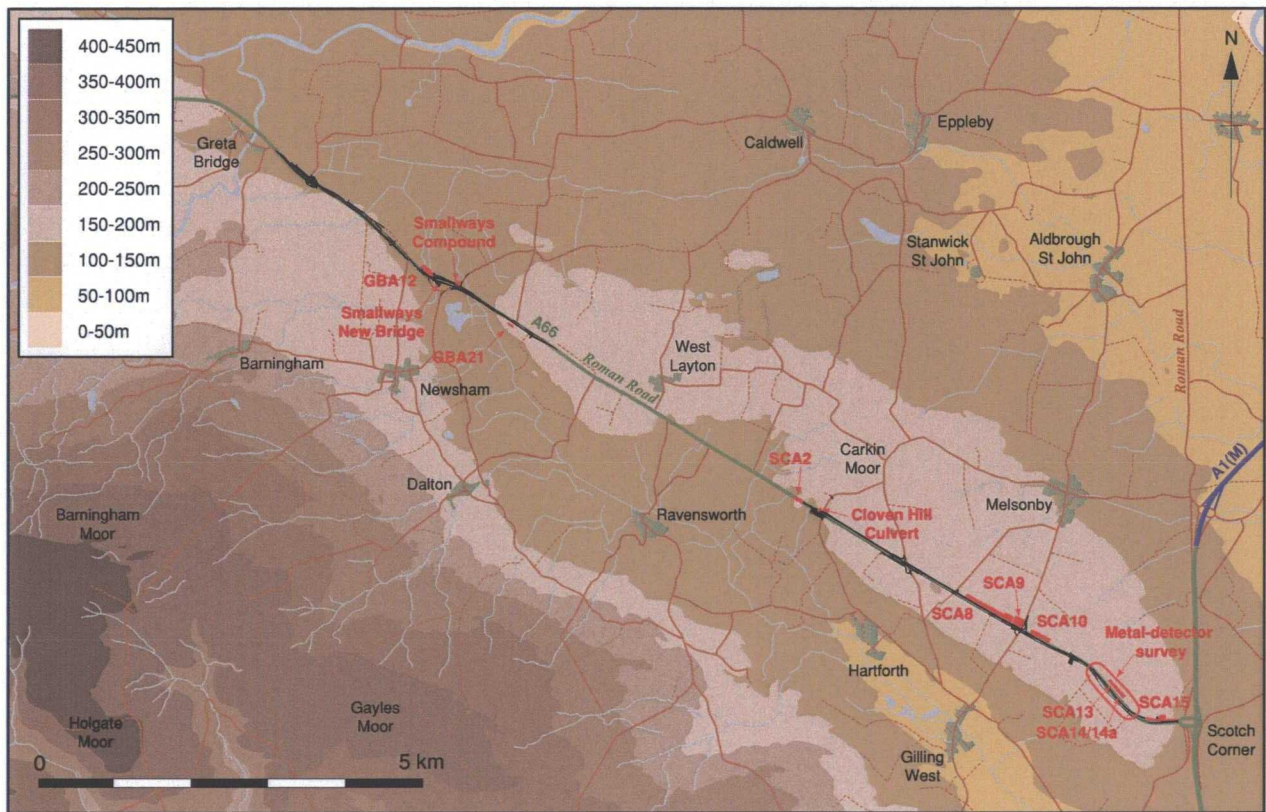 400-450m
350-400m
300-350m
250-300m
200-250m
150-200m
100-150m
50-100m
0-50m
N
Greta
Bridge
Caldwell
Eppleby
Smallways
Compound
Stanwick
St John
Aldbrough
St John
GBA12
Smallways
New Bridge
A66
Roman Road
Roman Road
GBA21
West
Layton
Barningham
Newsham
SCA2
Carkin
Moor
A1(M)
Dalton
Melsonby
Barningham
Moor
Ravensworth
Cloven Hill
Culvert
SCA9
SCA8
SCA10
Metal-detector
survey
Hartforth
SCA13
SCA14/14a
SCA15
Holgate
Moor
Gayles
Moor
Scotch
Corner
Gilling
West
0
5 km